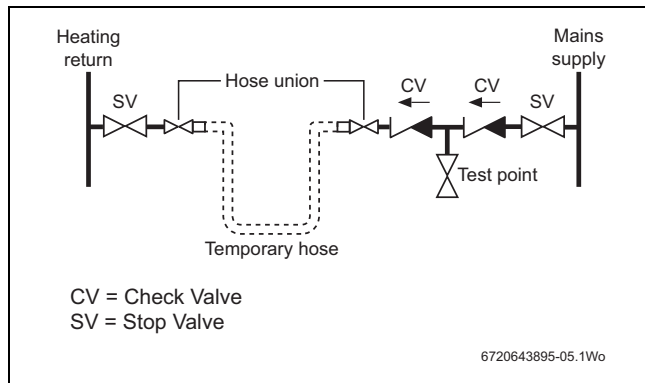 Heating
return
Mains
supply
Hose union
CV
CV
SV
SV
Test point
Temporary hose
CV = Check Valve
SV = Stop Valve
6720643895-05.1Wo